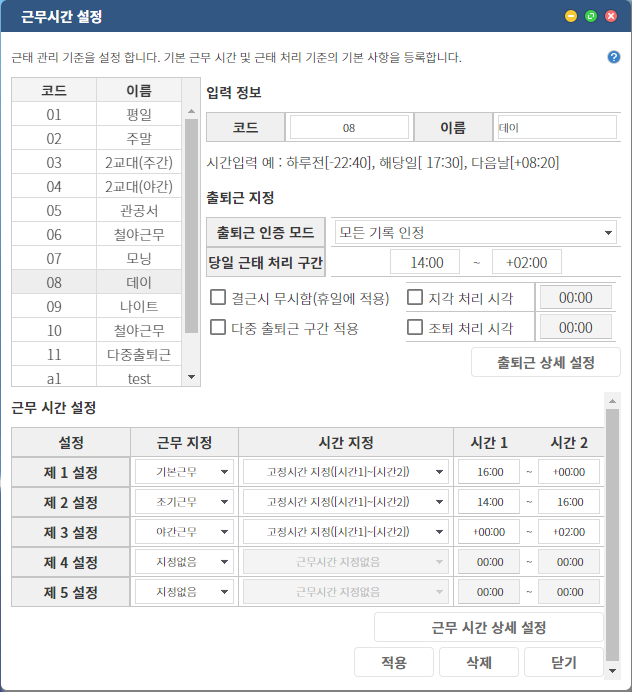 근무시간 설정
근태 관리 기준을 설정 합니다. 기본 근무 시간 및 근태 처리 기준의 기본 사항을 등록합니다.
코드 이름
01 평일
02 주말
03 2교대(주간)
04 2교대(야간)
05 관공서
06 철야근무
07 모닝
08 데이
09 나이트
10 철야근무
11 다중출퇴근
a1 test
입력 정보
코드 08 이름 데이
시간입력 예 : 하루전[-22:40], 해당일[ 17:30], 다음날[+08:20]
출퇴근 지정
출퇴근 인증 모드 모든 기록 인정
당일 근태 처리 구간 14:00 ~ +02:00
결근시 무시함(휴일에 적용) 지각 처리 시각 00:00
다중 출퇴근 구간 적용 조퇴 처리 시각 00:00
출퇴근 상세 설정
근무 시간 설정
설정 근무 지정 시간 지정 시간 1 시간 2
제 1 설정 기본근무 고정시간 지정([시간1]~[시간2]) 16:00 ~ +00:00
제 2 설정 조기근무 고정시간 지정([시간1]~[시간2]) 14:00 ~ 16:00
제 3 설정 야간근무 고정시간 지정([시간1]~[시간2]) +00:00 ~ +02:00
제 4 설정 지정없음 근무시간 지정없음 00:00 ~ 00:00
제 5 설정 지정없음 근무시간 지정없음 00:00 ~ 00:00
근무 시간 상세 설정
적용 삭제 닫기